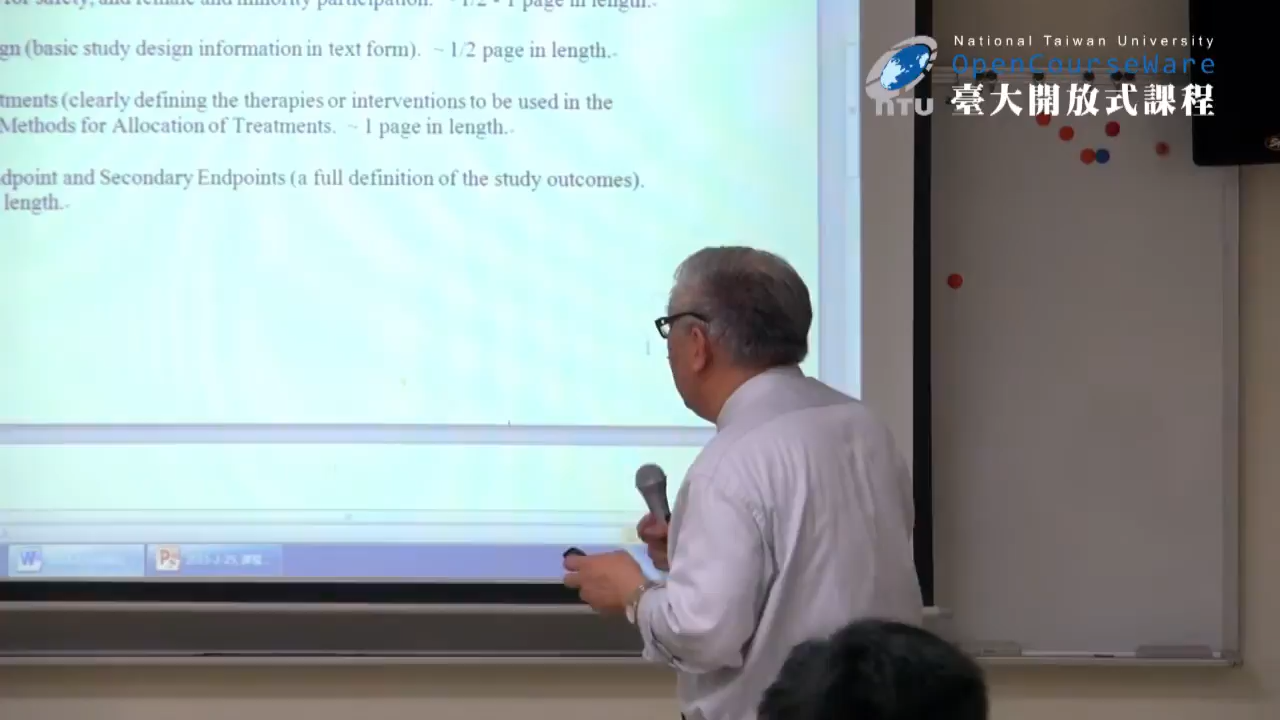 for safety, and female and minority participation. ~1/2 - 1 page in length.
gn (basic study design information in text form). ~ 1/2 page in length.
tments (clearly defining the therapies or interventions to be used in the
Methods for Allocation of Treatments. ~ 1 page in length.
dpoint and Secondary Endpoints (a full definition of the study outcomes).
length.
National Taiwan University
OpenCourseWare
NTU 臺大開放式課程